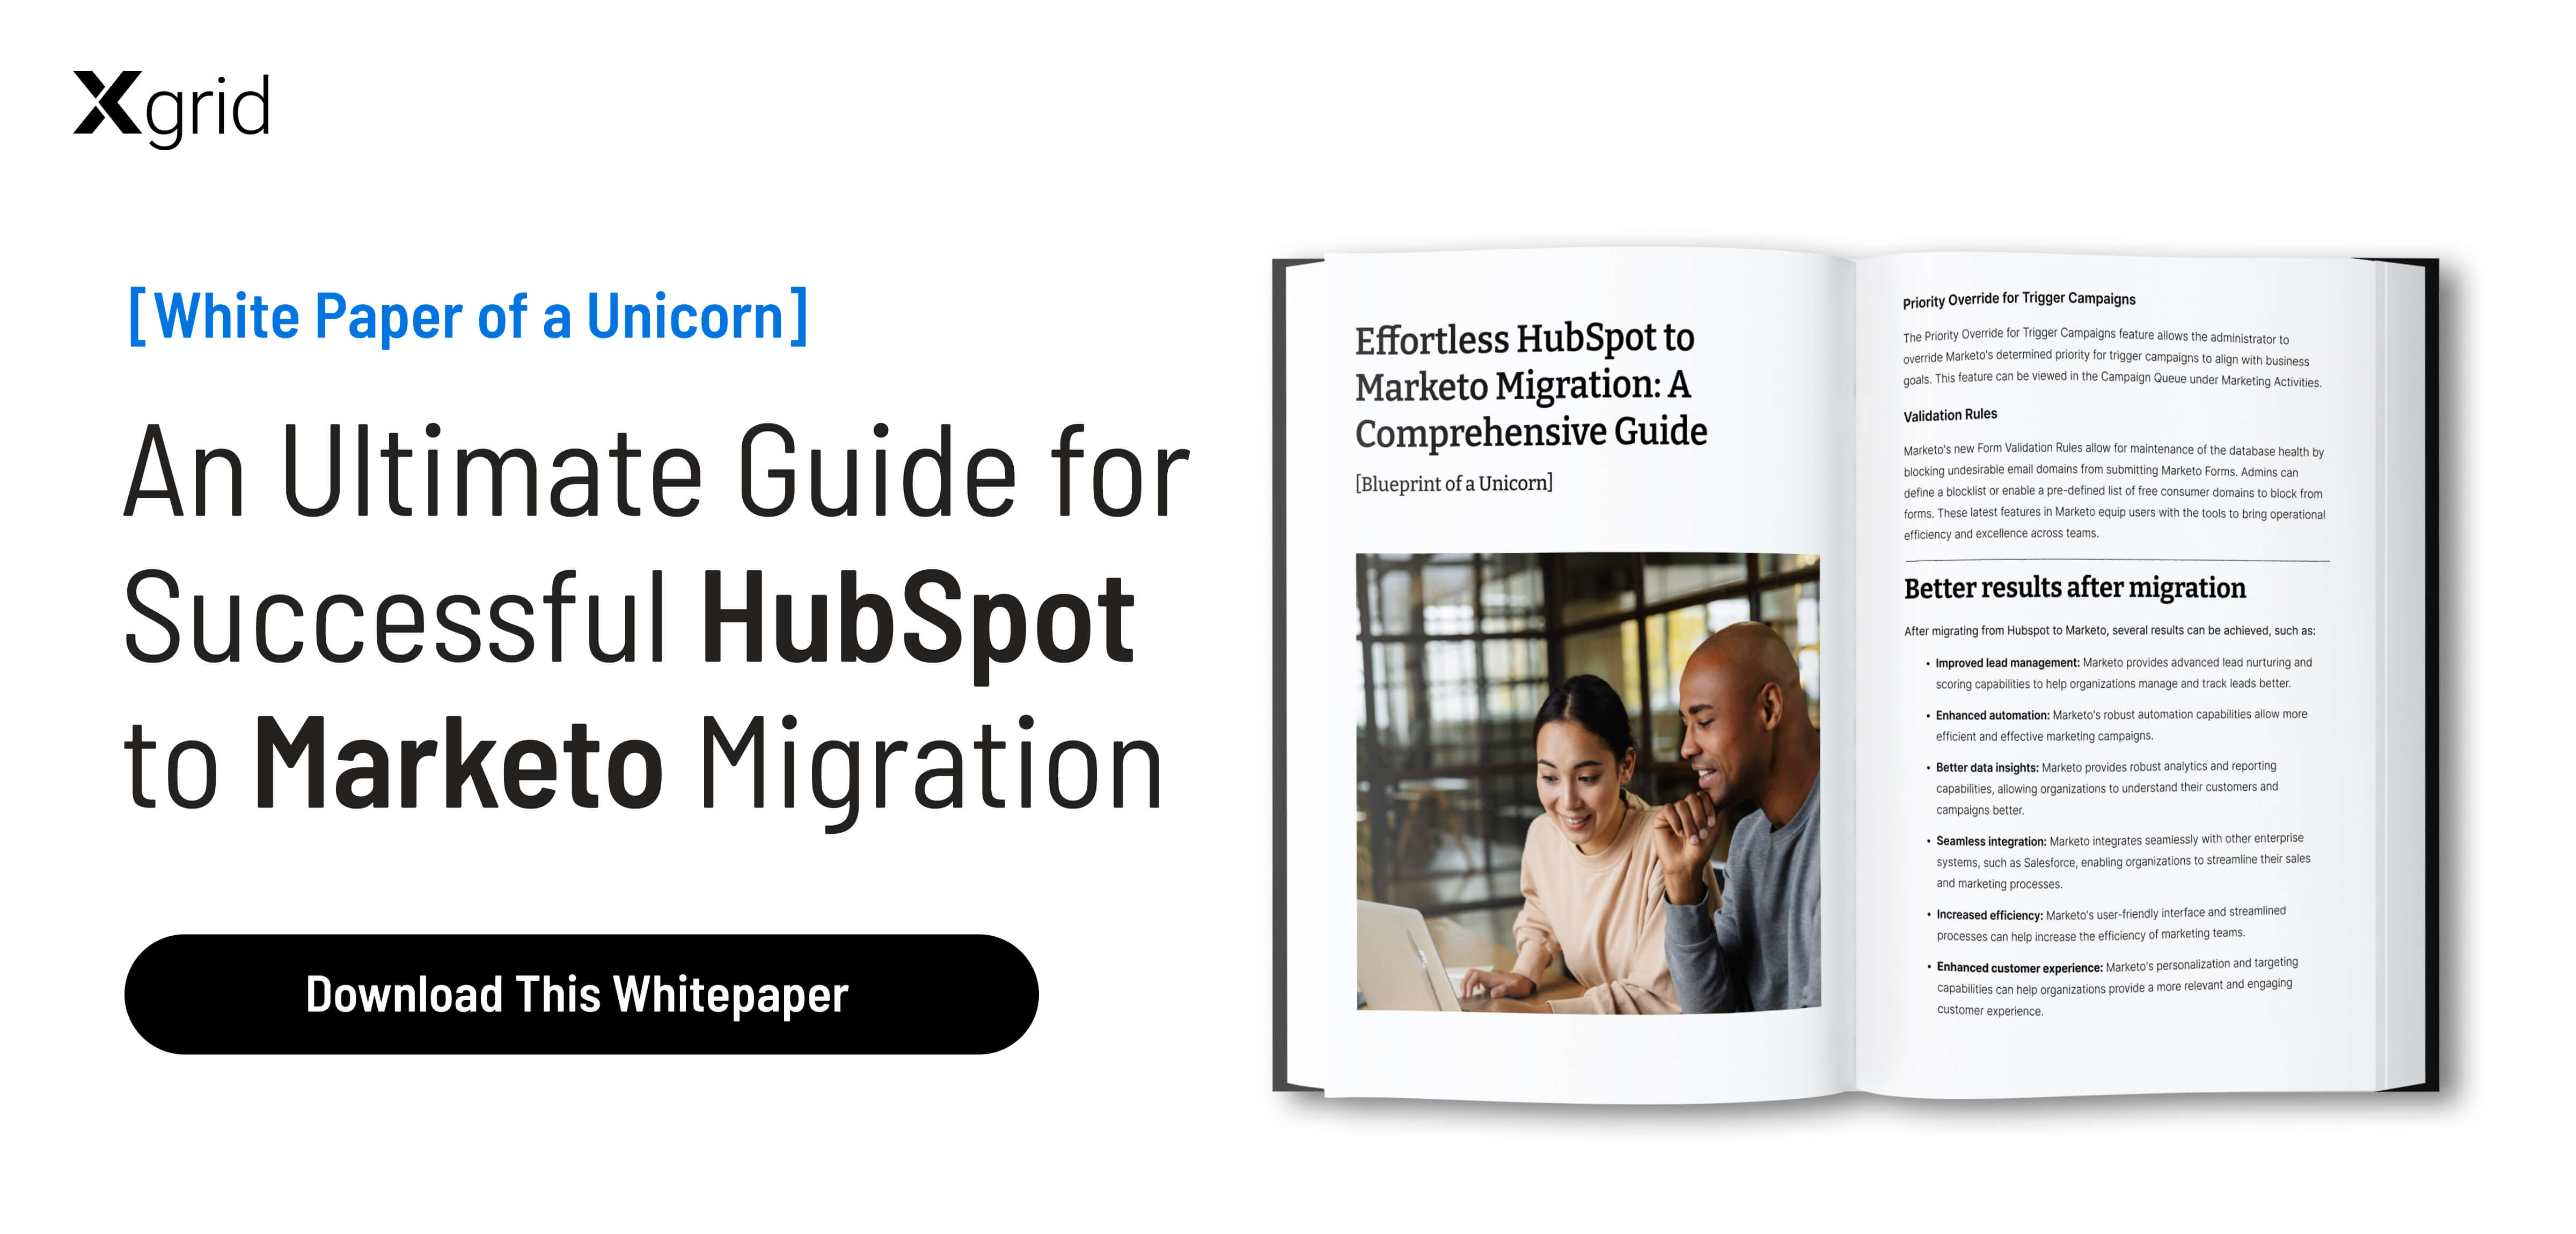 Xgrid
[White Paper of a Unicorn]
An Ultimate Guide for
Successful HubSpot
to Marketo Migration
Download This Whitepaper
Effortless HubSpot to
Marketo Migration: A
Comprehensive Guide
[Blueprint of a Unicorn]
Priority Override for Trigger Campaigns
The Priority Override for Trigger Campaigns feature allows the administrator to
override Marketo's determined priority for trigger campaigns to align with business
goals. This feature can be viewed in the Campaign Queue under Marketing Activities.
Validation Rules
Marketo's new Form Validation Rules allow for maintenance of the database health by
blocking undesirable email domains from submitting Marketo Forms. Admins can
define a blocklist or enable a pre-defined list of free consumer domains to block from
forms. These latest features in Marketo equip users with the tools to bring operational
efficiency and excellence across teams.
Better results after migration
After migrating from Hubspot to Marketo, several results can be achieved, such as:
• Improved lead management: Marketo provides advanced lead nurturing and
scoring capabilities to help organizations manage and track leads better.
• Enhanced automation: Marketo's robust automation capabilities allow more
efficient and effective marketing campaigns.
• Better data insights: Marketo provides robust analytics and reporting
capabilities, allowing organizations to understand their customers and
campaigns better.
• Seamless integration: Marketo integrates seamlessly with other enterprise
systems, such as Salesforce, enabling organizations to streamline their sales
and marketing processes.
• Increased efficiency: Marketo's user-friendly interface and streamlined
processes can help increase the efficiency of marketing teams.
• Enhanced customer experience: Marketo's personalization and targeting
capabilities can help organizations provide a more relevant and engaging
customer experience.